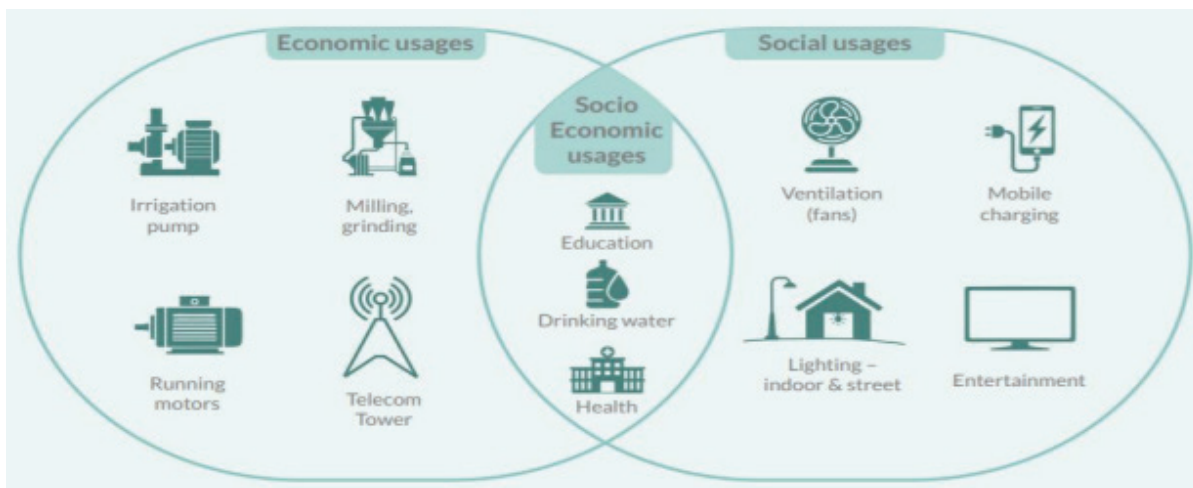 Economic usages
Social usages
Socio
Economic
usages
Irrigation
pump
Milling,
grinding
Running
motors
Telecom
Tower
Education
Drinking water
Health
Ventilation
(fans)
Mobile
charging
Lighting –
indoor & street
Entertainment